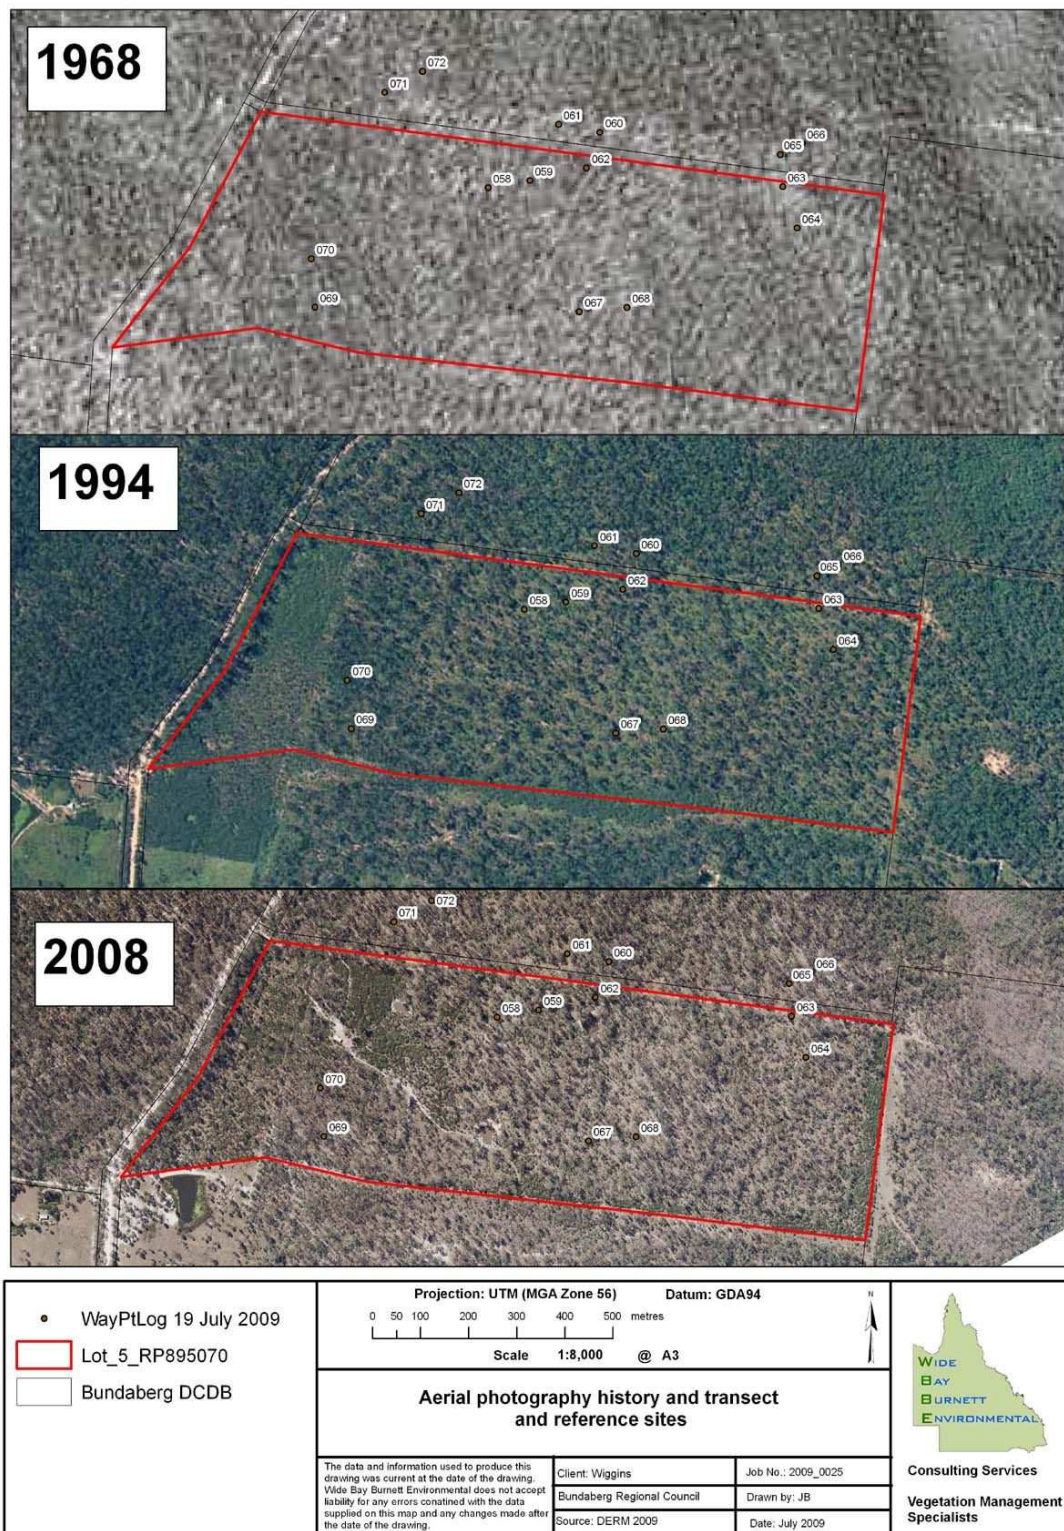 1968
072
071
061
060
066
065
062
059
058
063
064
070
069
067
068
1994
072
071
061
060
066
065
062
059
058
063
064
070
069
067
068
2008
072
071
061
060
066
065
062
059
058
063
064
070
069
067
068
WayPtLog 19 July 2009
Lot_5_RP895070
Bundaberg DCDB
Projection: UTM (MGA Zone 56) Datum: GDA94
0 50 100 200 300 400 500 metres
Scale 1:8,000 @ A3
N
Aerial photography history and transect
and reference sites
The data and information used to produce this
drawing was current at the date of the drawing.
Wide Bay Burnett Environmental does not accept
liability for any errors conatined with the data
supplied on this map and any changes made after
the date of the drawing.
Client: Wiggins
Job No.: 2009_0025
Bundaberg Regional Council
Drawn by: JB
Source: DERM 2009
Date: July 2009
WIDE
BAY
BURNETT
ENVIRONMENTAL
Consulting Services
Vegetation Management
Specialists